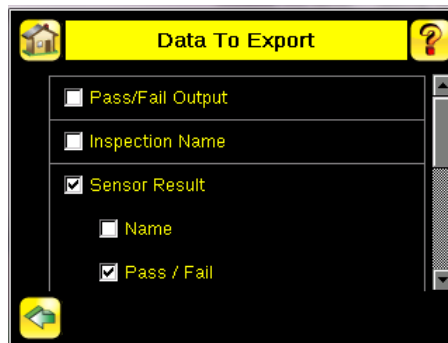 Data To Export
?
Pass/Fail Output
Inspection Name
Sensor Result
Name
Pass / Fail